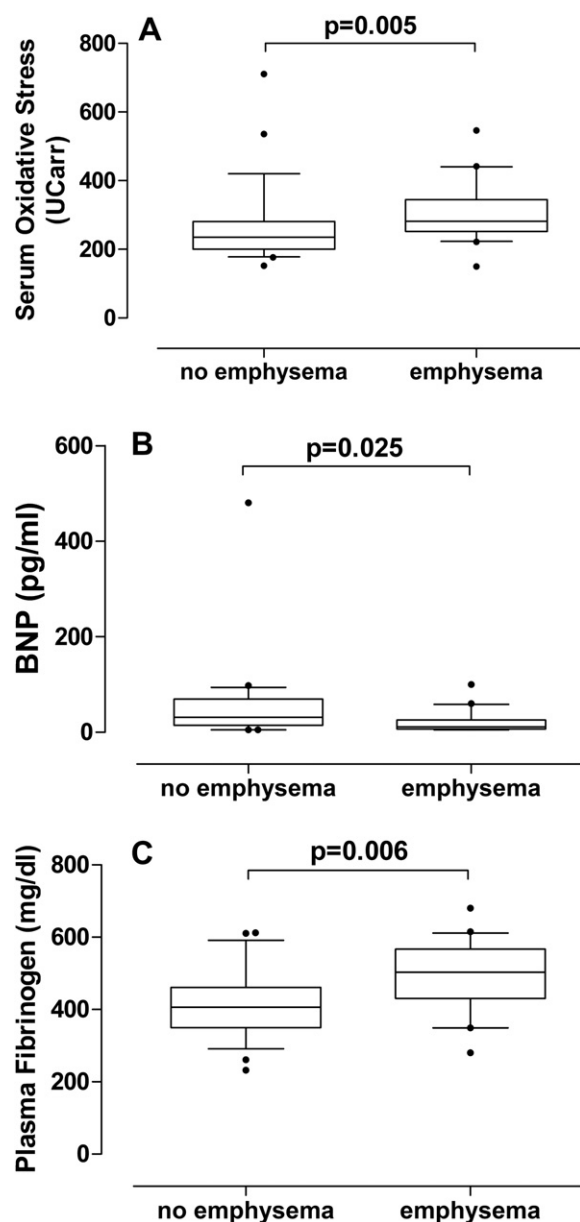 A
p=0.005
Serum Oxidative Stress
(UCarr)
800
600
400
200
0
no emphysema
emphysema
B
p=0.025
BNP (pg/ml)
600
400
200
0
no emphysema
emphysema
C
p=0.006
Plasma Fibrinogen (mg/dl)
800
600
400
200
0
no emphysema
emphysema